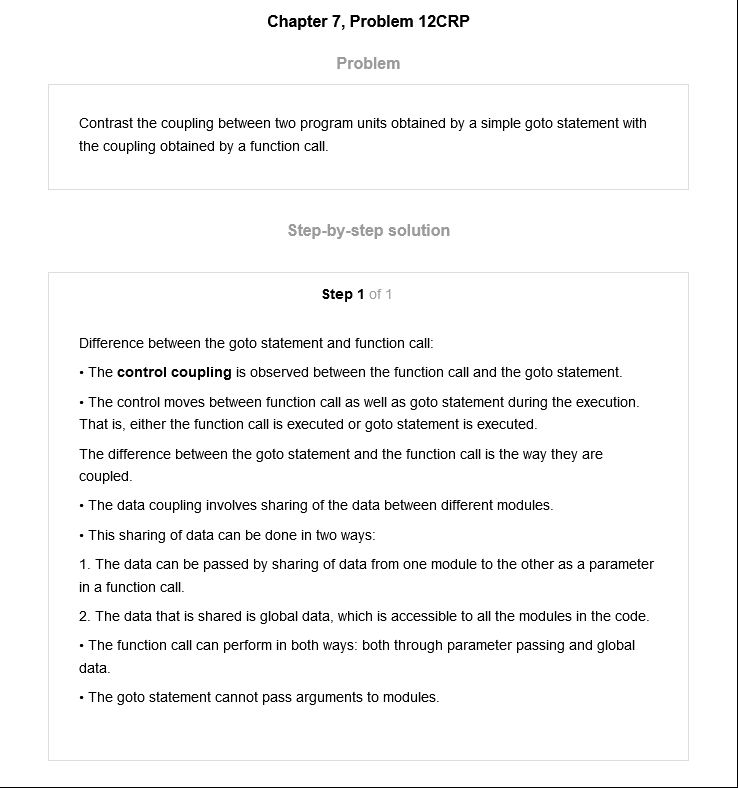 Chapter 7, Problem 12CRP
Problem
Contrast the coupling between two program units obtained by a simple goto statement with
the coupling obtained by a function call.
Step-by-step solution
Step 1 of 1
Difference between the goto statement and function call:
• The control coupling is observed between the function call and the goto statement.
• The control moves between function call as well as goto statement during the execution.
That is, either the function call is executed or goto statement is executed.
The difference between the goto statement and the function call is the way they are
coupled.
• The data coupling involves sharing of the data between different modules.
• This sharing of data can be done in two ways:
1. The data can be passed by sharing of data from one module to the other as a parameter
in a function call.
2. The data that is shared is global data, which is accessible to all the modules in the code.
• The function call can perform in both ways: both through parameter passing and global
data.
• The goto statement cannot pass arguments to modules.